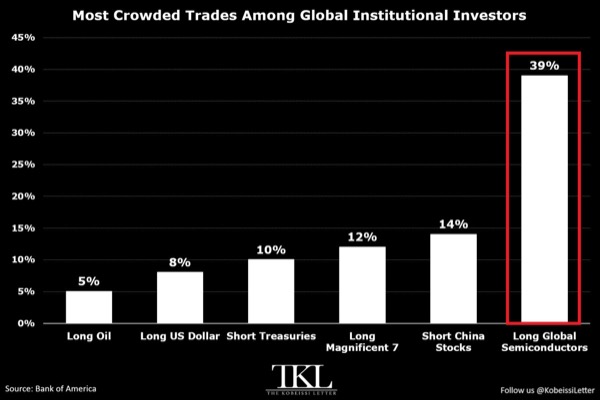 Most Crowded Trades Among Global Institutional Investors
45%
40%
35%
30%
25%
20%
15%
10%
5%
0%
5%
8%
10%
12%
14%
39%
Long Oil
Long US Dollar
Short Treasuries
Long
Magnificent 7
Short China
Stocks
Long Global
Semiconductors
Source: Bank of America
TKL
THE KOBEISSI LETTER
Follow us @KobeissiLetter